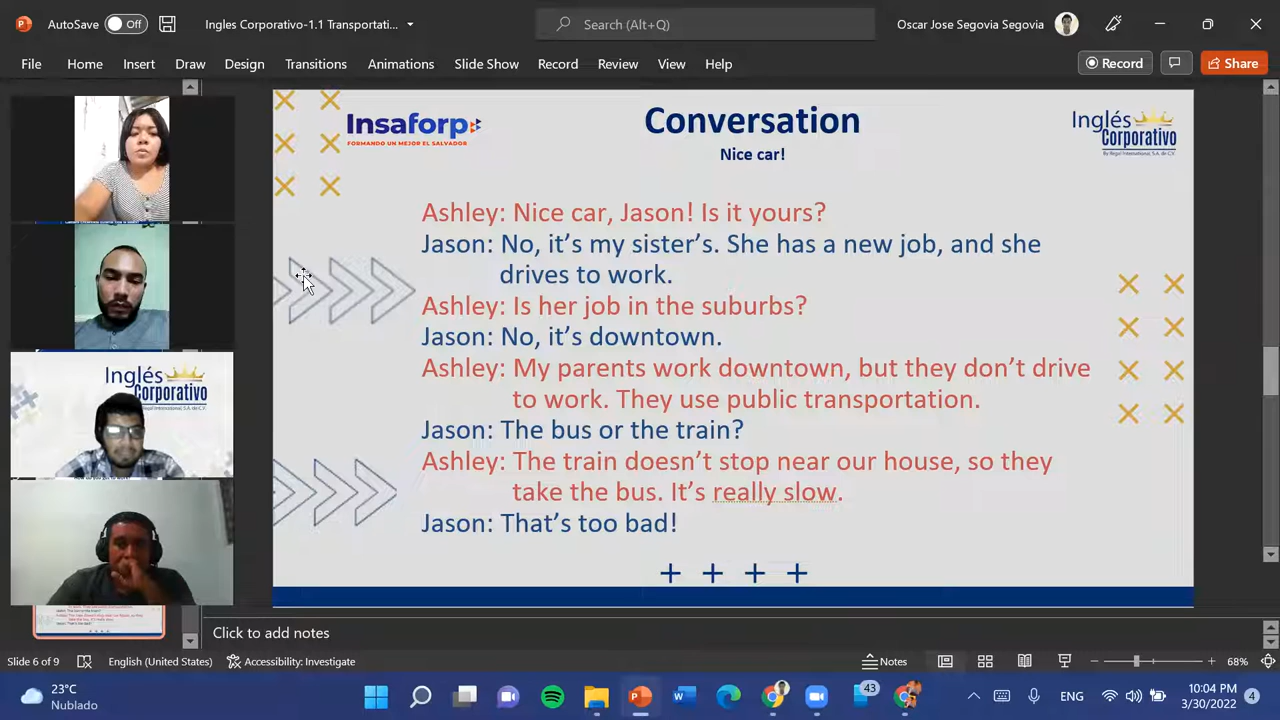 AutoSave Off Ingles Corporativo-1.1 Transportati... Search (Alt+Q) Oscar Jose Segovia Segovia
File Home Insert Draw Design Transitions Animations Slide Show Record Review View Help Record Share
Insaforp
FORMANDO UN MEJOR EL SALVADOR
Conversation
Nice car!
Inglés
Corporativo
By Regal International, S.A. de C.V.
Ashley: Nice car, Jason! Is it yours?
Jason: No, it's my sister's. She has a new job, and she
drives to work.
Ashley: Is her job in the suburbs?
Jason: No, it's downtown.
Ashley: My parents work downtown, but they don't drive
to work. They use public transportation.
Jason: The bus or the train?
Ashley: The train doesn't stop near our house, so they
take the bus. It's really slow.
Jason: That's too bad!
Inglés
Corporativo
Click to add notes
Slide 6 of 9 English (United States) Accessibility: Investigate Notes 68%
23°C
Nublado
43
ENG
10:04 PM
3/30/2022
4